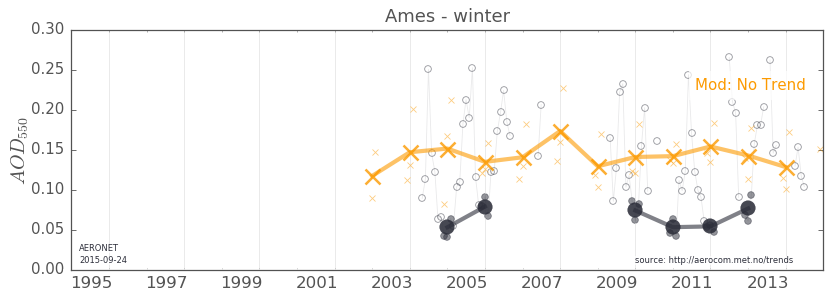 Ames - winter
0.30
0.25
0.20
0.15
0.10
0.05
0.00
AOD550
Mod: No Trend
AERONET
2015-09-24
source: http://aerocom.met.no/trends
1995 1997 1999 2001 2003 2005 2007 2009 2011 2013